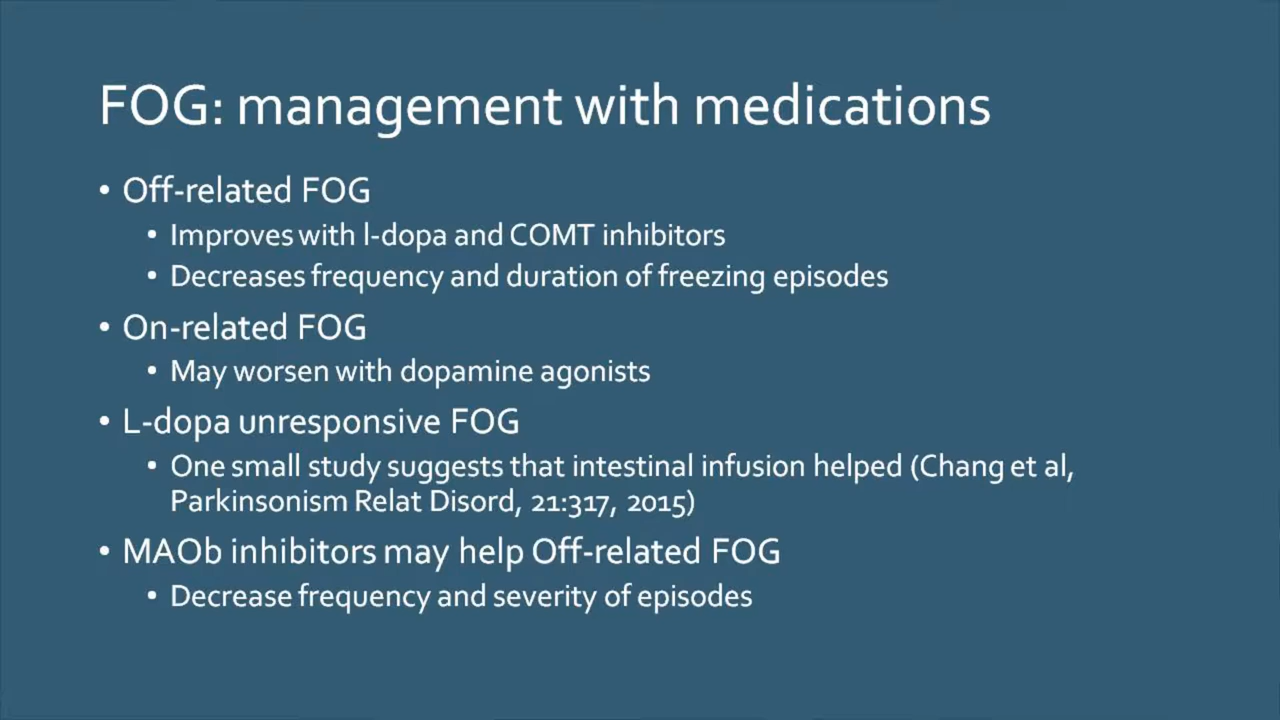 FOG: management with medications
• Off-related FOG
• Improves with l-dopa and COMT inhibitors
• Decreases frequency and duration of freezing episodes
• On-related FOG
• May worsen with dopamine agonists
• L-dopa unresponsive FOG
• One small study suggests that intestinal infusion helped (Chang et al,
Parkinsonism Relat Disord, 21:317, 2015)
• MAOb inhibitors may help Off-related FOG
• Decrease frequency and severity of episodes